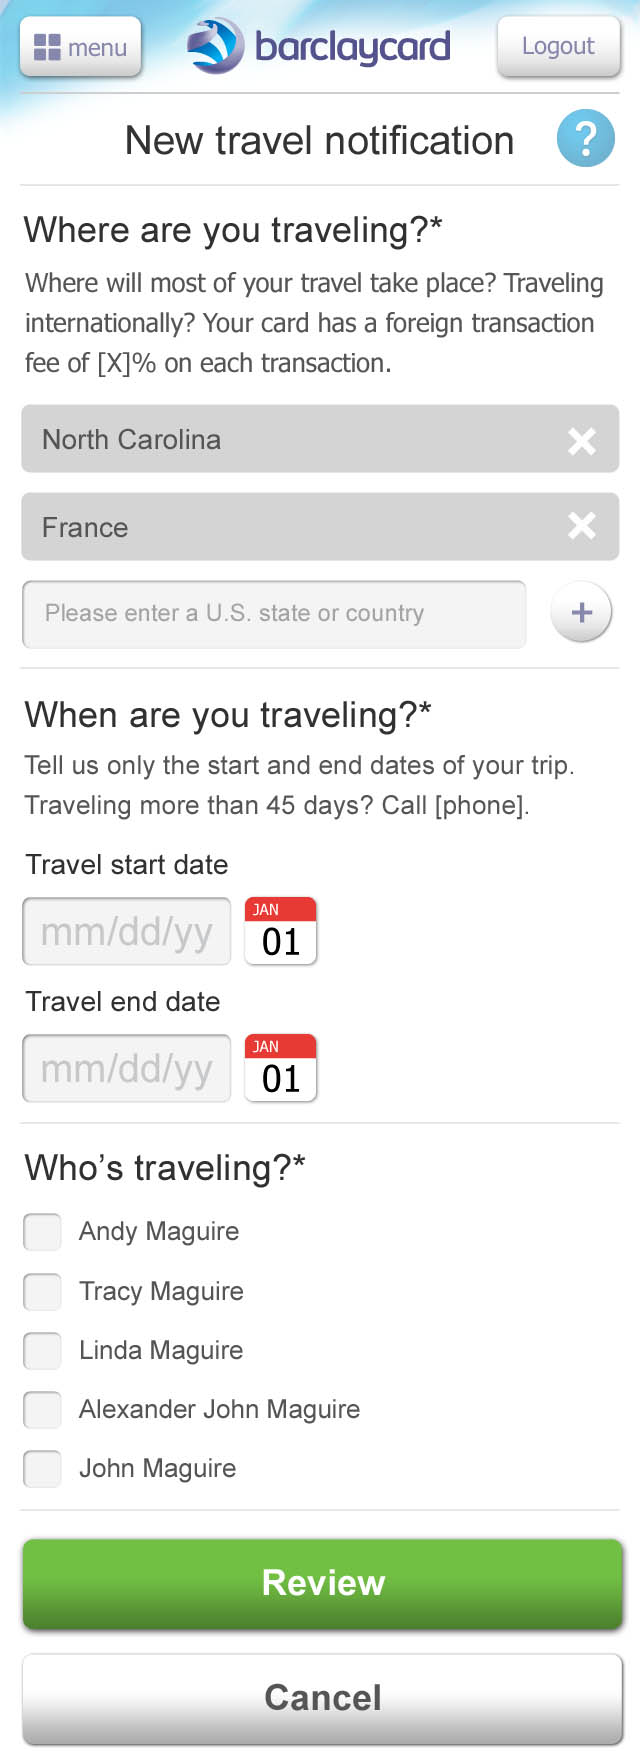 menu
barclaycard
Logout
New travel notification
?
Where are you traveling?*
Where will most of your travel take place? Traveling
internationally? Your card has a foreign transaction
fee of [X]% on each transaction.
North Carolina
France
Please enter a U.S. state or country
+
When are you traveling?*
Tell us only the start and end dates of your trip.
Traveling more than 45 days? Call [phone].
Travel start date
mm/dd/yy
JAN
01
Travel end date
mm/dd/yy
JAN
01
Who’s traveling?*
Andy Maguire
Tracy Maguire
Linda Maguire
Alexander John Maguire
John Maguire
Review
Cancel